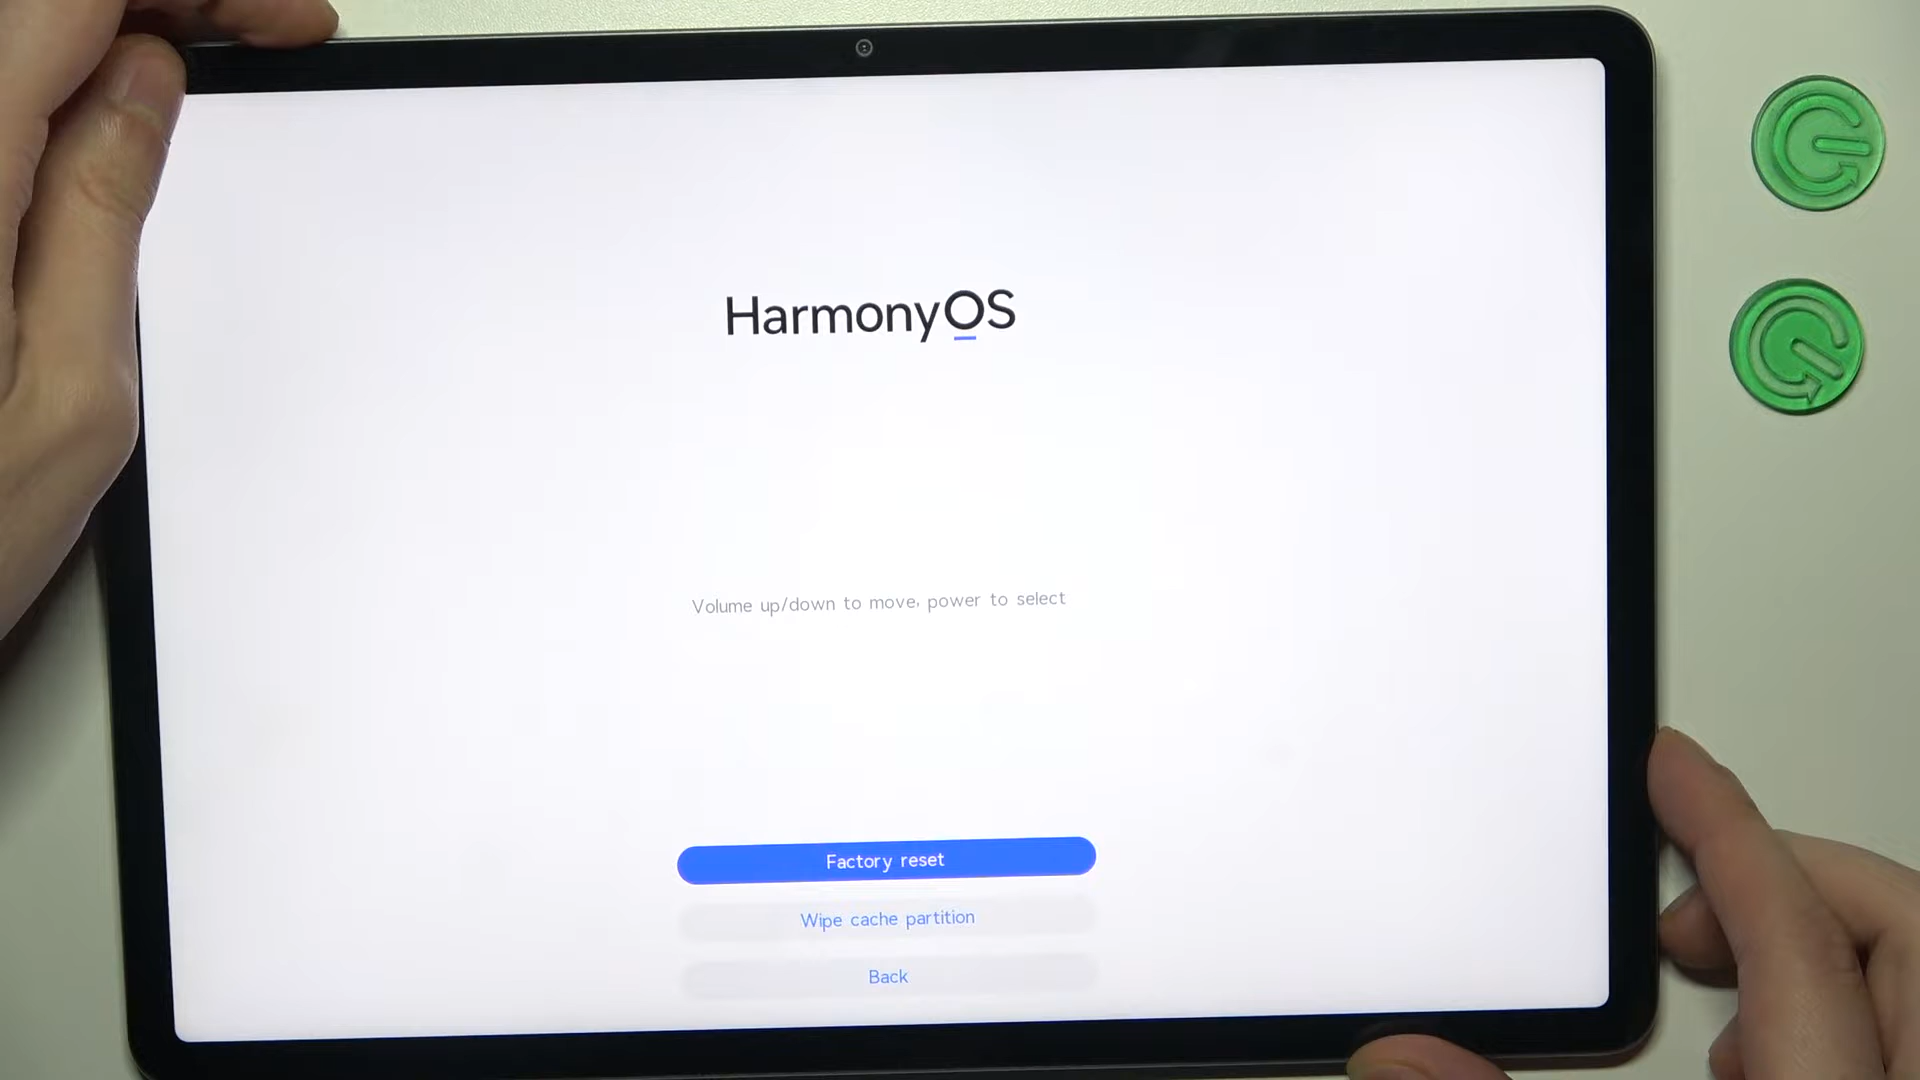 HarmonyOS
Volume up/down to move, power to select
Factory reset
Wipe cache partition
Back